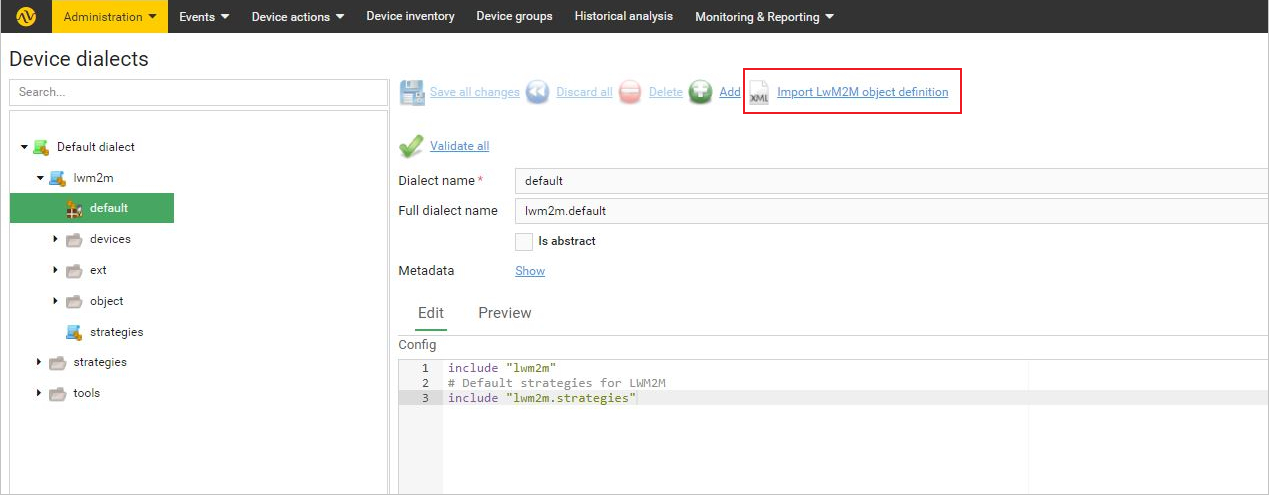 Administration Events Device actions Device inventory Device groups Historical analysis Monitoring & Reporting
Device dialects
Search...
Save all changes Discard all Delete Add XML Import LwM2M object definition
Validate all
Default dialect
lwm2m
default
devices
ext
object
strategies
strategies
tools
Dialect name * default
Full dialect name lwm2m.default
Is abstract
Metadata Show
Edit Preview
Config
1 include "lwm2m"
2 # Default strategies for LWM2M
3 include "lwm2m.strategies"